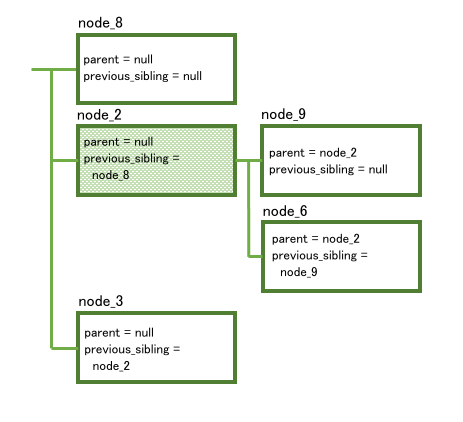 node_8
parent = null
previous_sibling = null
node_2
parent = null
previous_sibling =
node_8
node_9
parent = node_2
previous_sibling = null
node_6
parent = node_2
previous_sibling =
node_9
node_3
parent = null
previous_sibling =
node_2